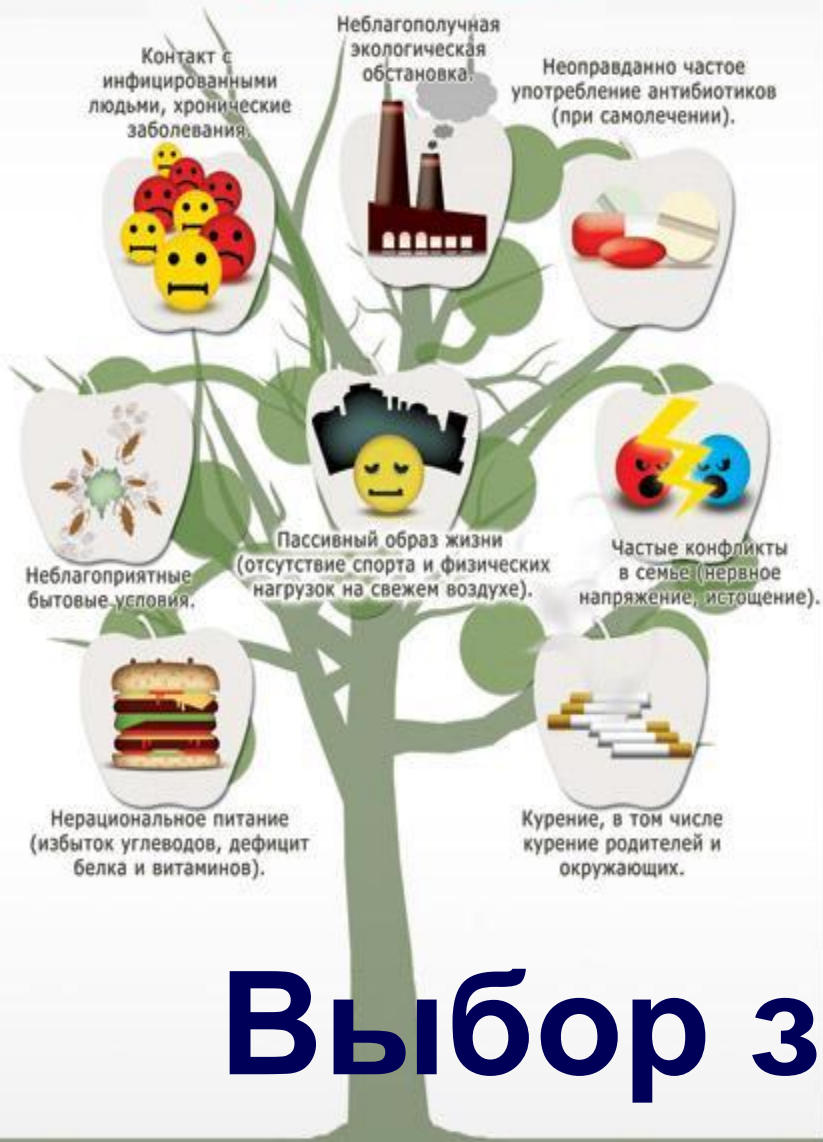 Контакт с
инфицированными
людьми, хронические
заболевания.
Неблагополучная
экологическая
обстановка.
Неоправданно частое
употребление антибиотиков
(при самолечении).
Неблагоприятные
бытовые условия.
Пассивный образ жизни
(отсутствие спорта и физических
нагрузок на свежем воздухе).
Частые конфликты
в семье (нервное
напряжение, истощение).
Нерациональное питание
(избыток углеводов, дефицит
белка и витаминов).
Курение, в том числе
курение родителей и
окружающих.
Выбор з